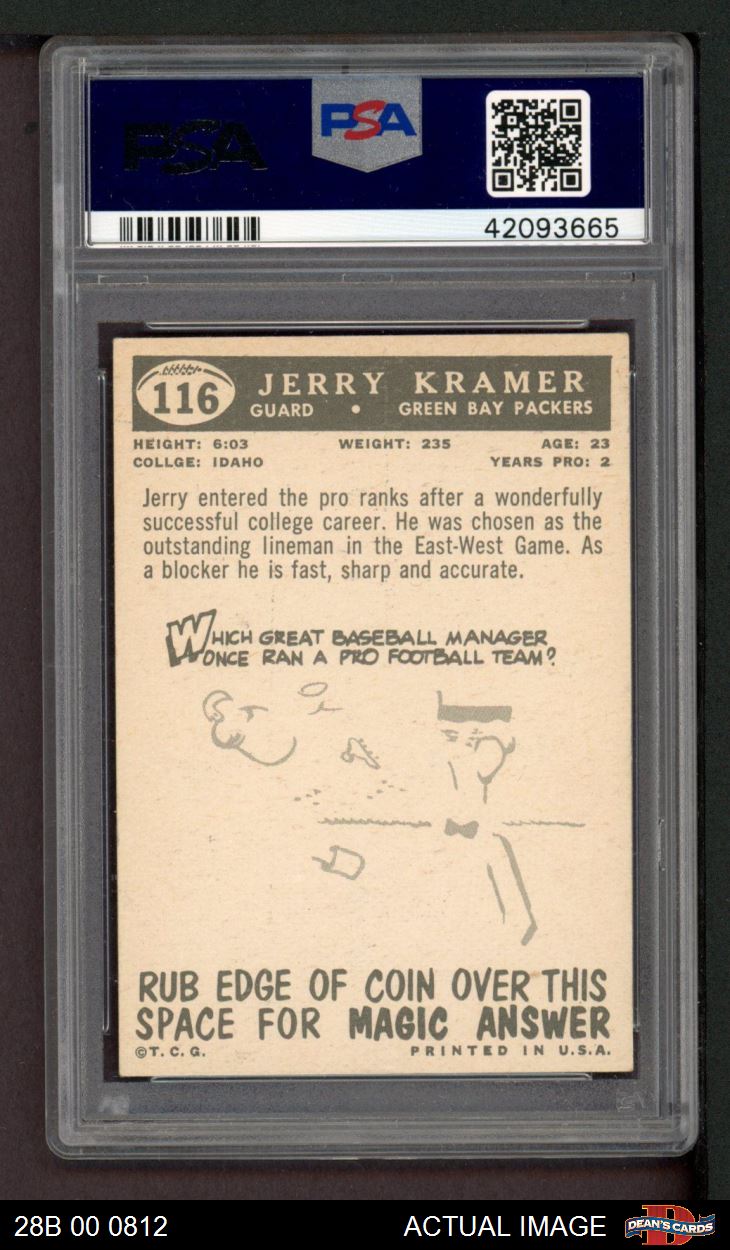 PSA
PSA
42093665
116
JERRY KRAMER
GUARD • GREEN BAY PACKERS
HEIGHT: 6:03 WEIGHT: 235 AGE: 23
COLLGE: IDAHO YEARS PRO: 2
Jerry entered the pro ranks after a wonderfully
successful college career. He was chosen as the
outstanding lineman in the East-West Game. As
a blocker he is fast, sharp and accurate.
WHICH GREAT BASEBALL MANAGER
ONCE RAN A PRO FOOTBALL TEAM?
RUB EDGE OF COIN OVER THIS
SPACE FOR MAGIC ANSWER
©T.C.G. PRINTED IN U.S.A.
28B 00 0812 ACTUAL IMAGE DEAN'S CARDS